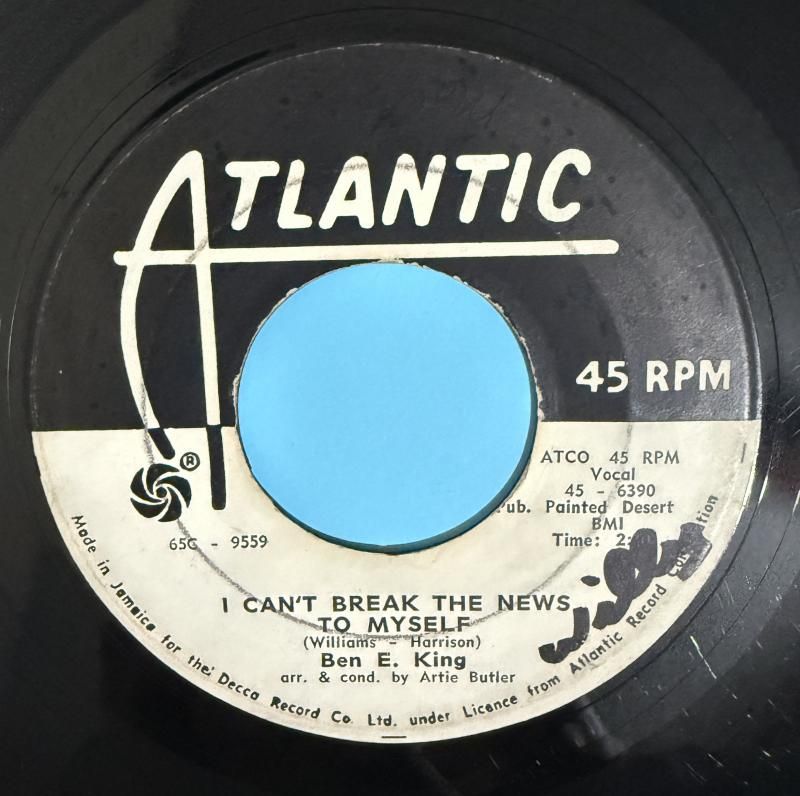 ATLANTIC
45 RPM
®
ATCO 45 RPM
Vocal
45 - 6390
Pub. Painted Desert
BMI
Time:
65C - 9559
I CAN'T BREAK THE NEWS
TO MYSELF
(Williams - Harrison)
Ben E. King
arr. & cond. by Artie Butler
Willy
Made in Jamaica for the Decca Record Co. Ltd. under Licence from Atlantic Record